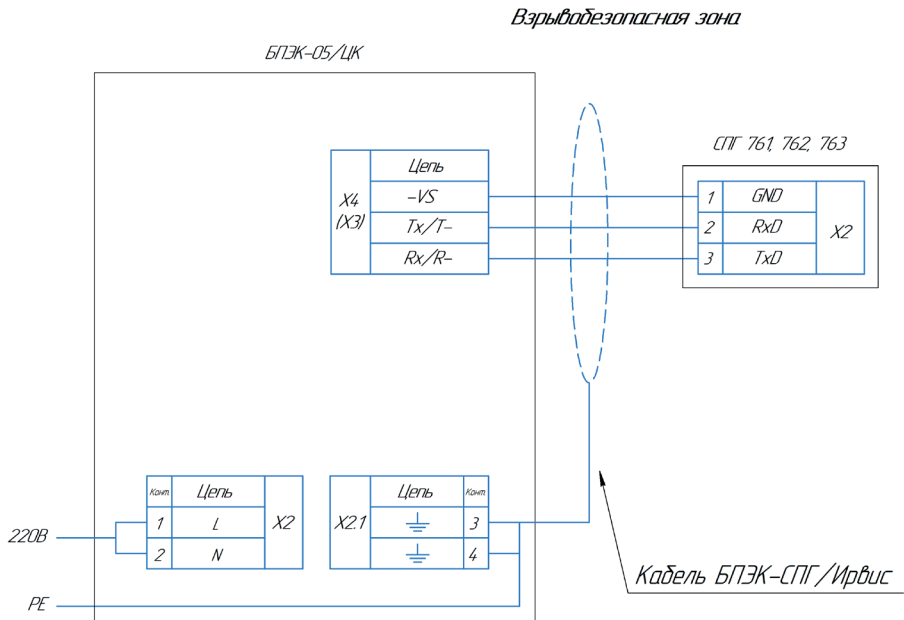 Взрывобезопасная зона
БПЭК-05/ЦК
СПГ 761, 762, 763
X4
(X3)
Цепь
-VS
Tx/T-
Rx/R-
1 GND
2 RxD
3 TxD
X2
Конт. Цепь
1 L
2 N
X2
X2.1
Цепь Конт.
3
4
220В
PE
Кабель БПЭК-СПГ/Ирвис